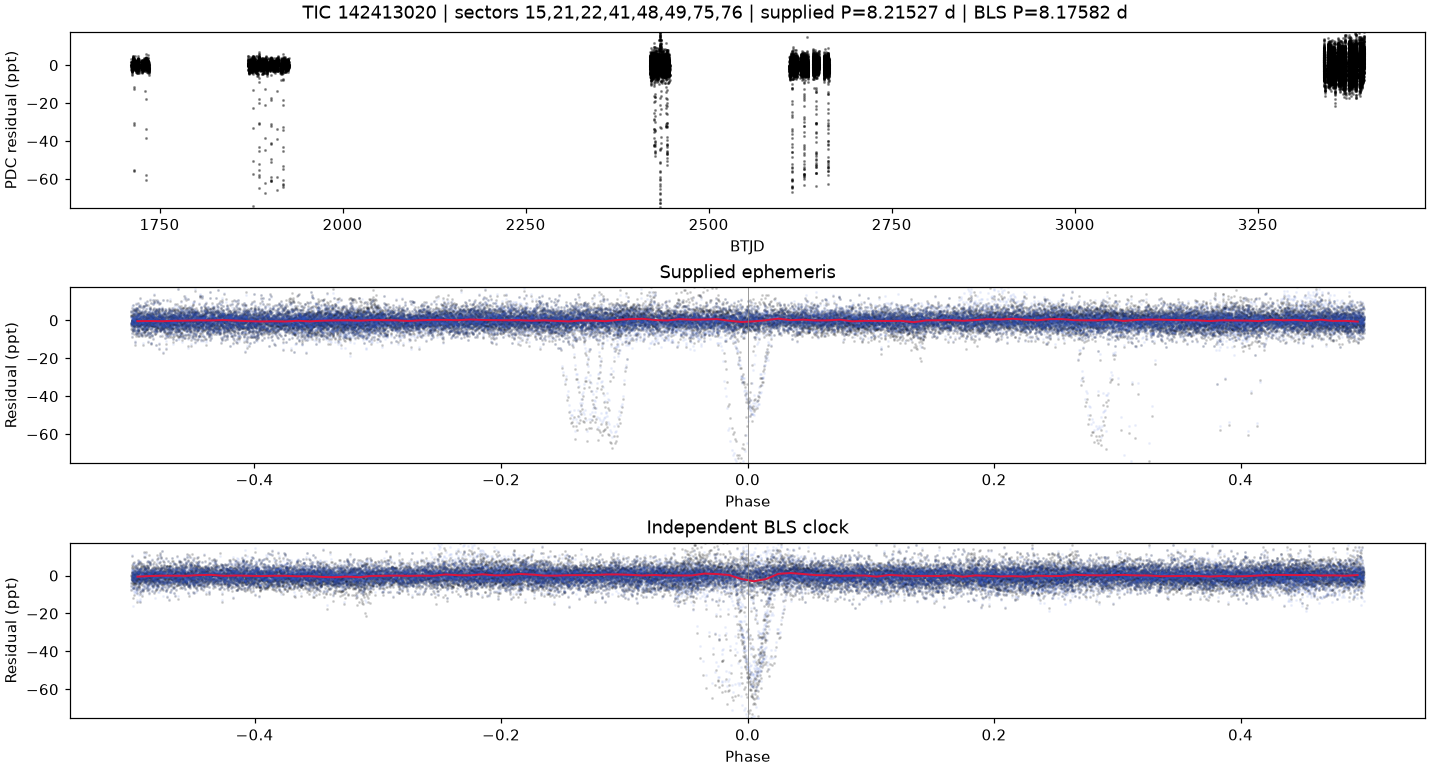 TIC 142413020 | sectors 15,21,22,41,48,49,75,76 | supplied P=8.21527 d | BLS P=8.17582 d
PDC residual (ppt)
0
−20
−40
−60
1750 2000 2250 2500 2750 3000 3250
BTJD
Supplied ephemeris
Residual (ppt)
0
−20
−40
−60
−0.4 −0.2 0.0 0.2 0.4
Phase
Independent BLS clock
Residual (ppt)
0
−20
−40
−60
−0.4 −0.2 0.0 0.2 0.4
Phase